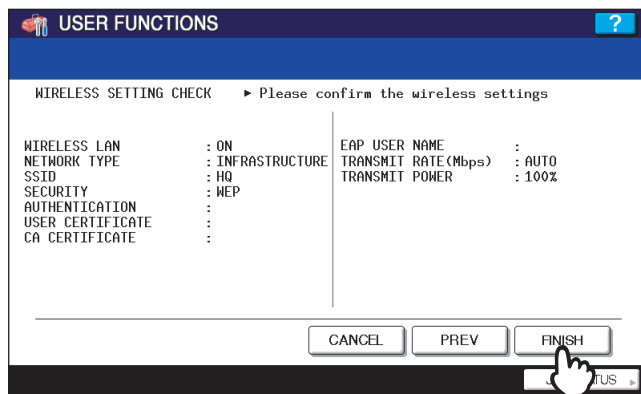 USER FUNCTIONS
?
WIRELESS SETTING CHECK ► Please confirm the wireless settings
WIRELESS LAN : ON
NETWORK TYPE : INFRASTRUCTURE
SSID : HQ
SECURITY : WEP
AUTHENTICATION :
USER CERTIFICATE :
CA CERTIFICATE :
EAP USER NAME :
TRANSMIT RATE(Mbps) : AUTO
TRANSMIT POWER : 100%
CANCEL PREV FINISH